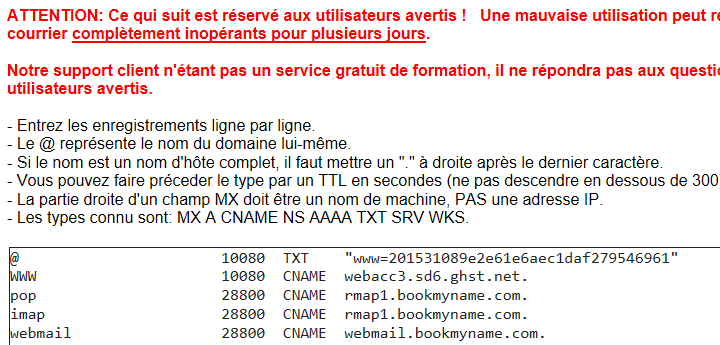 ATTENTION: Ce qui suit est réservé aux utilisateurs avertis !   Une mauvaise utilisation peut
courrier complètement inopérants pour plusieurs jours.
Notre support client n'étant pas un service gratuit de formation, il ne répondra pas aux
utilisateurs avertis.
- Entrez les enregistrements ligne par ligne.
- Le @ représente le nom du domaine lui-même.
- Si le nom est un nom d'hôte complet, il faut mettre un "." à droite après le dernier caractère.
- Vous pouvez faire préceder le type par un TTL en secondes (ne pas descendre en dessous de 300
- La partie droite d'un champ MX doit être un nom de machine, PAS une adresse IP.
- Les types connu sont: MX A CNAME NS AAAA TXT SRV WKS.
@ 10080 TXT "www=201531089e2e61e6aec1daf279546961"
WWW 10080 CNAME webacc3.sd6.ghst.net.
pop 28800 CNAME rmap1.bookmyname.com.
imap 28800 CNAME rmap1.bookmyname.com.
webmail 28800 CNAME webmail.bookmyname.com.